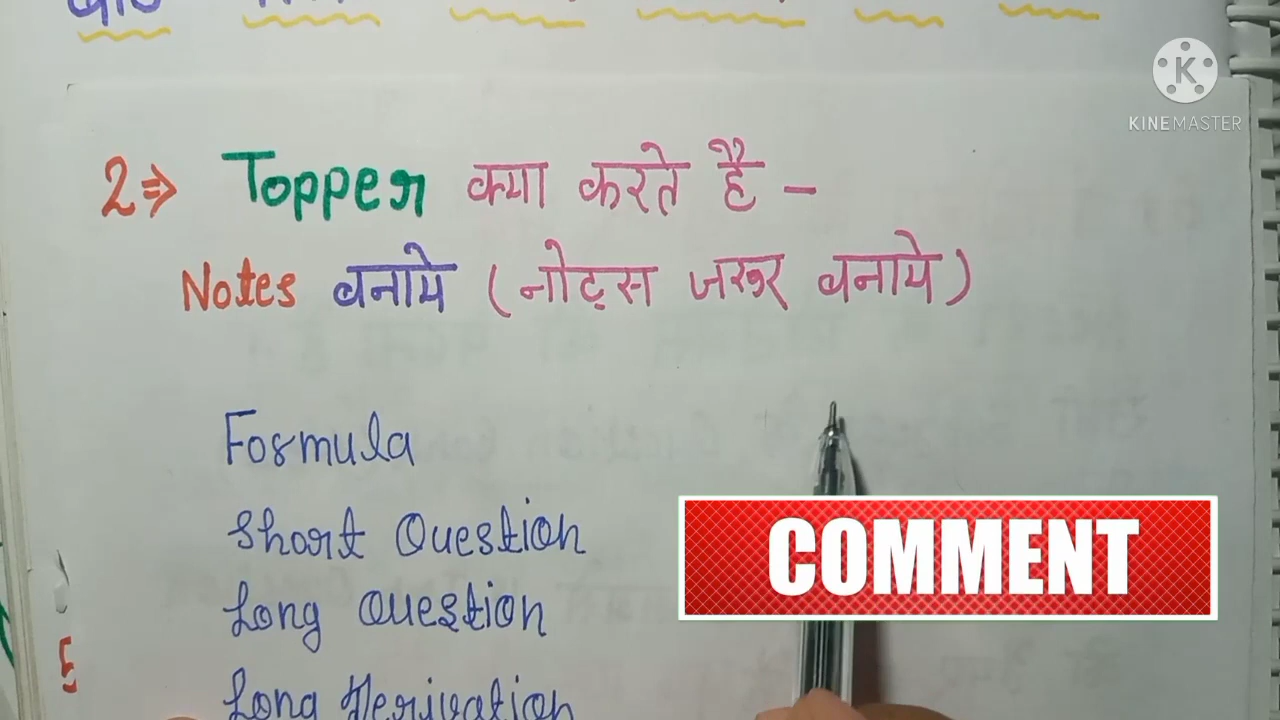 KINEMASTER
2⇒ Topper क्या करते है -
Notes बनाये (नोट्स जरूर बनाये)
Formula
Short Question
COMMENT
Long Question
Long Derivation